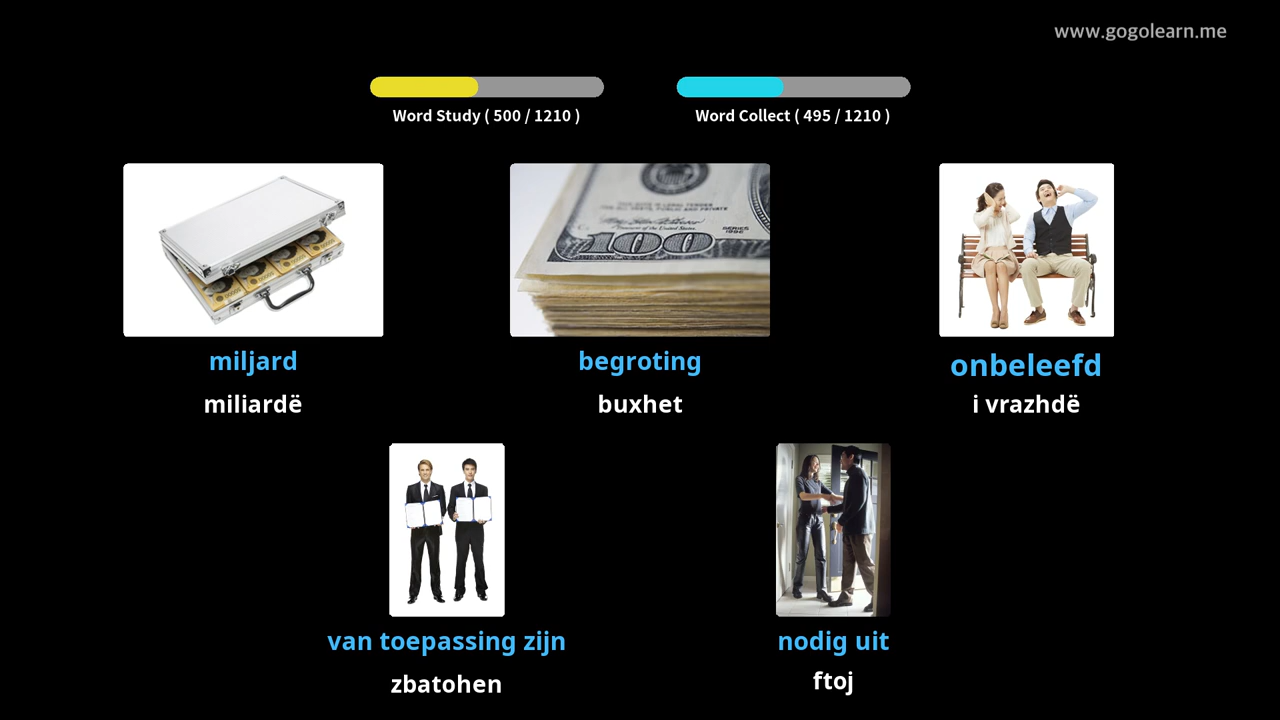 www.gogolearn.me
Word Study ( 500 / 1210 )
Word Collect ( 495 / 1210 )
miljard
begroting
onbeleefd
miliardë
buxhet
i vrazhdë
van toepassing zijn
nodig uit
zbatohen
ftoj